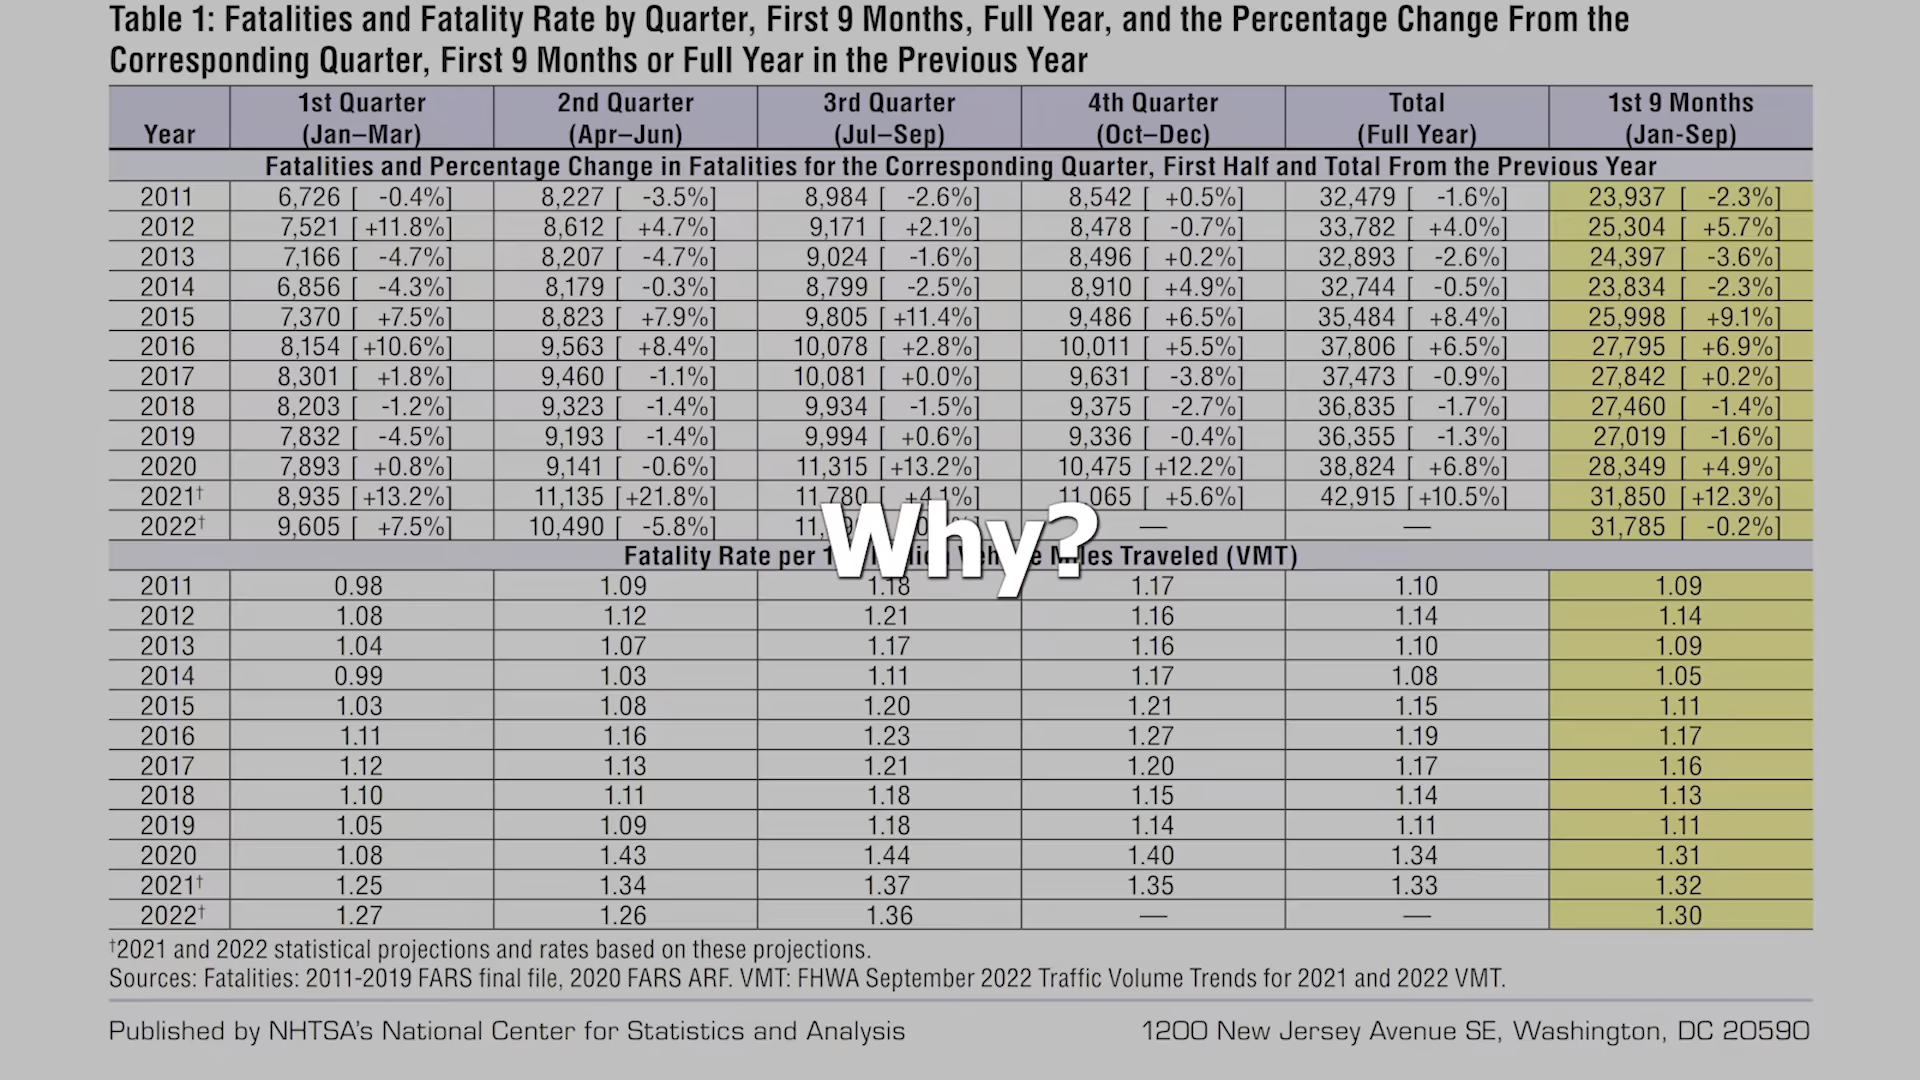 Table 1: Fatalities and Fatality Rate by Quarter, First 9 Months, Full Year, and the Percentage Change From the
Corresponding Quarter, First 9 Months or Full Year in the Previous Year
Year 1st Quarter (Jan–Mar) 2nd Quarter (Apr–Jun) 3rd Quarter (Jul–Sep) 4th Quarter (Oct–Dec) Total (Full Year) 1st 9 Months (Jan-Sep)
Fatalities and Percentage Change in Fatalities for the Corresponding Quarter, First Half and Total From the Previous Year
2011 6,726 [ -0.4%] 8,227 [ -3.5%] 8,984 [ -2.6%] 8,542 [ +0.5%] 32,479 [ -1.6%] 23,937 [ -2.3%]
2012 7,521 [ +11.8%] 8,612 [ +4.7%] 9,171 [ +2.1%] 8,478 [ -0.7%] 33,782 [ +4.0%] 25,304 [ +5.7%]
2013 7,166 [ -4.7%] 8,207 [ -4.7%] 9,024 [ -1.6%] 8,496 [ +0.2%] 32,893 [ -2.6%] 24,397 [ -3.6%]
2014 6,856 [ -4.3%] 8,179 [ -0.3%] 8,799 [ -2.5%] 8,910 [ +4.9%] 32,744 [ -0.5%] 23,834 [ -2.3%]
2015 7,370 [ +7.5%] 8,823 [ +7.9%] 9,805 [ +11.4%] 9,486 [ +6.5%] 35,484 [ +8.4%] 25,998 [ +9.1%]
2016 8,154 [+10.6%] 9,563 [ +8.4%] 10,078 [ +2.8%] 10,011 [ +5.5%] 37,806 [ +6.5%] 27,795 [ +6.9%]
2017 8,301 [ +1.8%] 9,460 [ -1.1%] 10,081 [ +0.0%] 9,631 [ -3.8%] 37,473 [ -0.9%] 27,842 [ +0.2%]
2018 8,203 [ -1.2%] 9,323 [ -1.4%] 9,934 [ -1.5%] 9,375 [ -2.7%] 36,835 [ -1.7%] 27,460 [ -1.4%]
2019 7,832 [ -4.5%] 9,193 [ -1.4%] 9,994 [ +0.6%] 9,336 [ -0.4%] 36,355 [ -1.3%] 27,019 [ -1.6%]
2020 7,893 [ +0.8%] 9,141 [ -0.6%] 11,315 [+13.2%] 10,475 [+12.2%] 38,824 [ +6.8%] 28,349 [ +4.9%]
2021† 8,935 [+13.2%] 11,135 [+21.8%] 11,780 [ +4.1%] 11,065 [ +5.6%] 42,915 [+10.5%] 31,850 [+12.3%]
2022† 9,605 [ +7.5%] 10,490 [ -5.8%] — — 31,785 [ -0.2%]
Why?
Fatality Rate per Miles Traveled (VMT)
2011 0.98 1.09 1.18 1.17 1.10 1.09
2012 1.08 1.12 1.21 1.16 1.14 1.14
2013 1.04 1.07 1.17 1.16 1.10 1.09
2014 0.99 1.03 1.11 1.17 1.08 1.05
2015 1.03 1.08 1.20 1.21 1.15 1.11
2016 1.11 1.16 1.23 1.27 1.19 1.17
2017 1.12 1.13 1.21 1.20 1.17 1.16
2018 1.10 1.11 1.18 1.15 1.14 1.13
2019 1.05 1.09 1.18 1.14 1.11 1.11
2020 1.08 1.43 1.44 1.40 1.34 1.31
2021† 1.25 1.34 1.37 1.35 1.33 1.32
2022† 1.27 1.26 1.36 — — 1.30
†2021 and 2022 statistical projections and rates based on these projections.
Sources: Fatalities: 2011-2019 FARS final file, 2020 FARS ARF. VMT: FHWA September 2022 Traffic Volume Trends for 2021 and 2022 VMT.
Published by NHTSA's National Center for Statistics and Analysis 1200 New Jersey Avenue SE, Washington, DC 20590